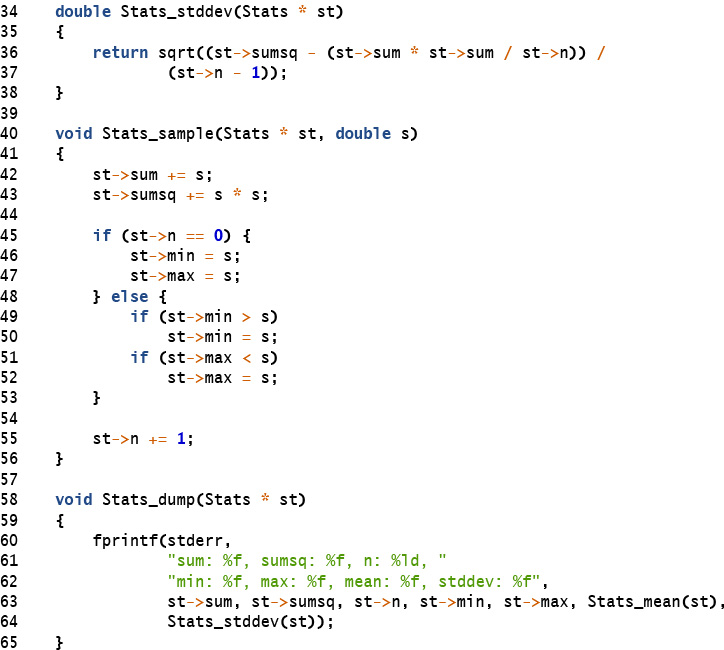 34    double Stats_stddev(Stats * st)
35    {
36        return sqrt((st->sumsq - (st->sum * st->sum / st->n)) /
37                (st->n - 1));
38    }
39
40    void Stats_sample(Stats * st, double s)
41    {
42        st->sum += s;
43        st->sumsq += s * s;
44
45        if (st->n == 0) {
46            st->min = s;
47            st->max = s;
48        } else {
49            if (st->min > s)
50                st->min = s;
51            if (st->max < s)
52                st->max = s;
53        }
54
55        st->n += 1;
56    }
57
58    void Stats_dump(Stats * st)
59    {
60        fprintf(stderr,
61                "sum: %f, sumsq: %f, n: %ld, "
62                "min: %f, max: %f, mean: %f, stddev: %f",
63                st->sum, st->sumsq, st->n, st->min, st->max, Stats_mean(st),
64                Stats_stddev(st));
65    }